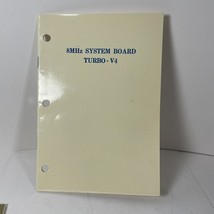 8MHz SYSTEM BOARD
TURBO - V4